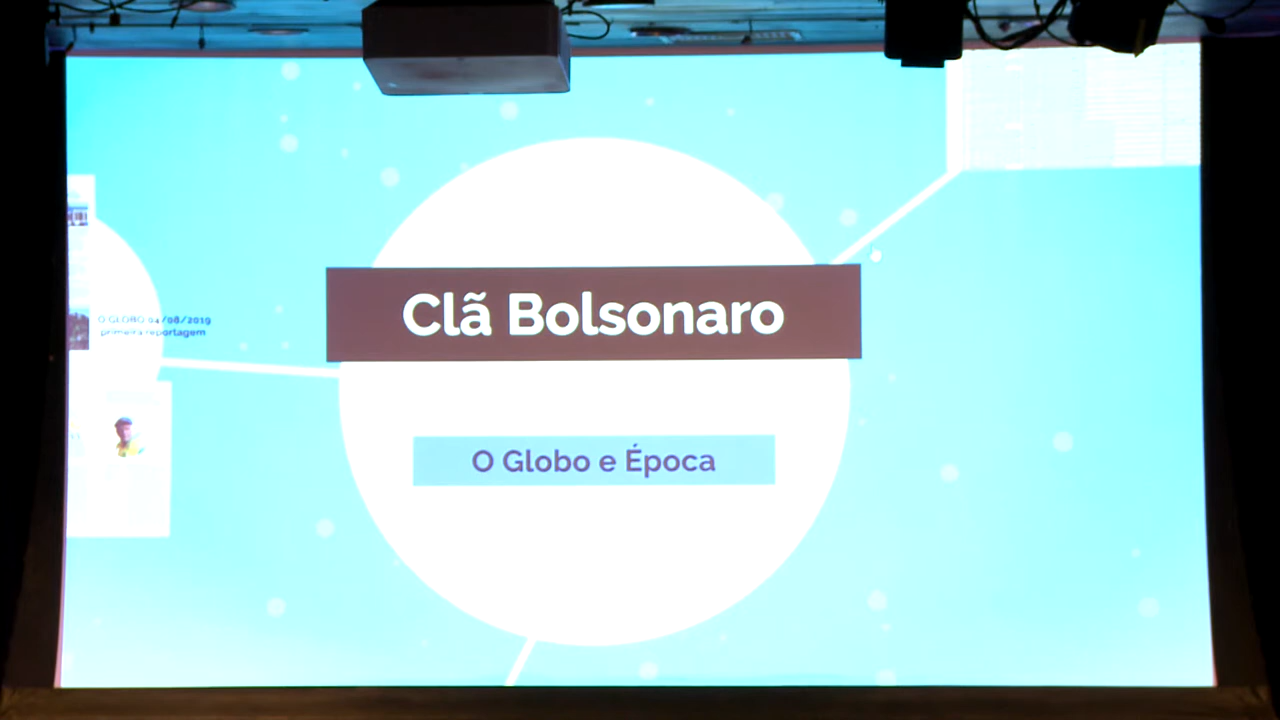 Clã Bolsonaro
O GLOBO 04/08/2019
primeira reportagem
O Globo e Época